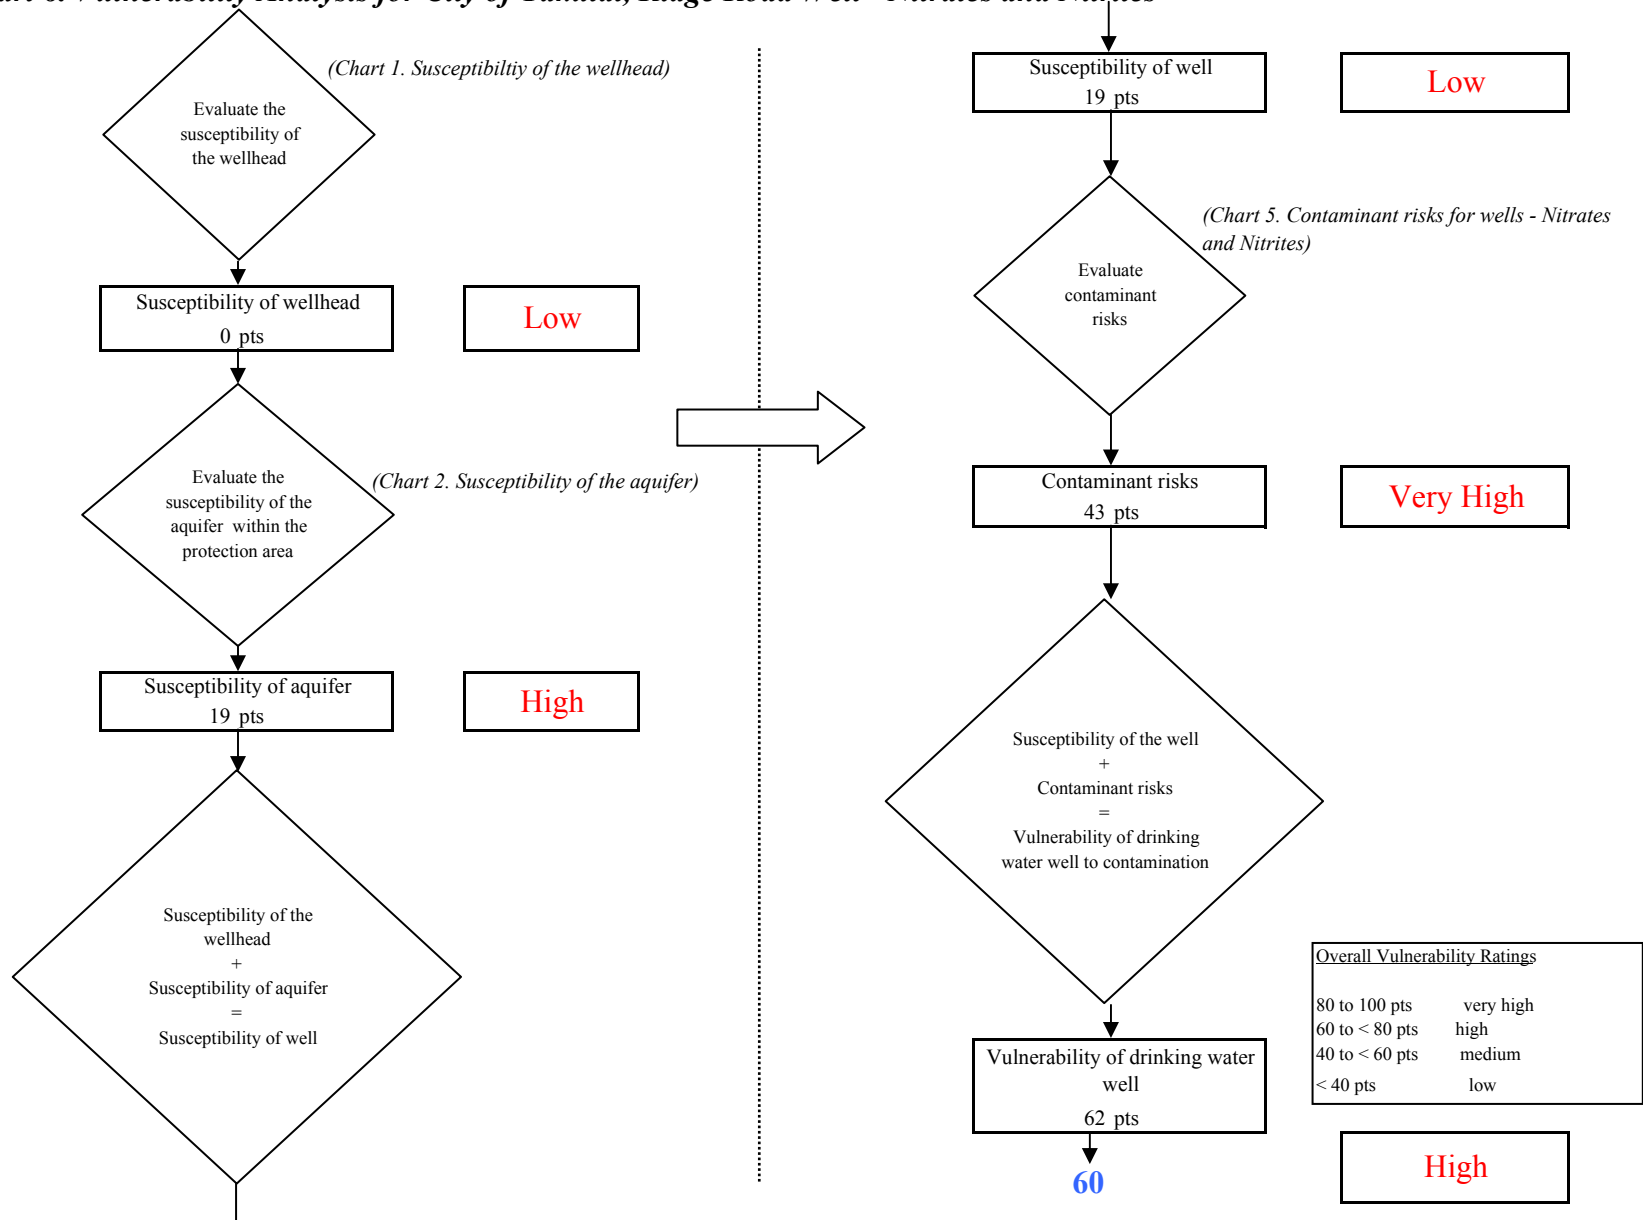 (Chart 1. Susceptibiltiy of the wellhead)
Evaluate the
susceptibility of
the wellhead
Susceptibility of wellhead
0 pts
Low
Evaluate the
susceptibility of the
aquifer within the
protection area
(Chart 2. Susceptibility of the aquifer)
Susceptibility of aquifer
19 pts
High
Susceptibility of the
wellhead
+
Susceptibility of aquifer
=
Susceptibility of well
Susceptibility of well
19 pts
Low
(Chart 5. Contaminant risks for wells - Nitrates
and Nitrites)
Evaluate
contaminant
risks
Contaminant risks
43 pts
Very High
Susceptibility of the well
+
Contaminant risks
=
Vulnerability of drinking
water well to contamination
Overall Vulnerability Ratings
80 to 100 pts very high
60 to < 80 pts high
40 to < 60 pts medium
< 40 pts low
Vulnerability of drinking water
well
62 pts
60
High